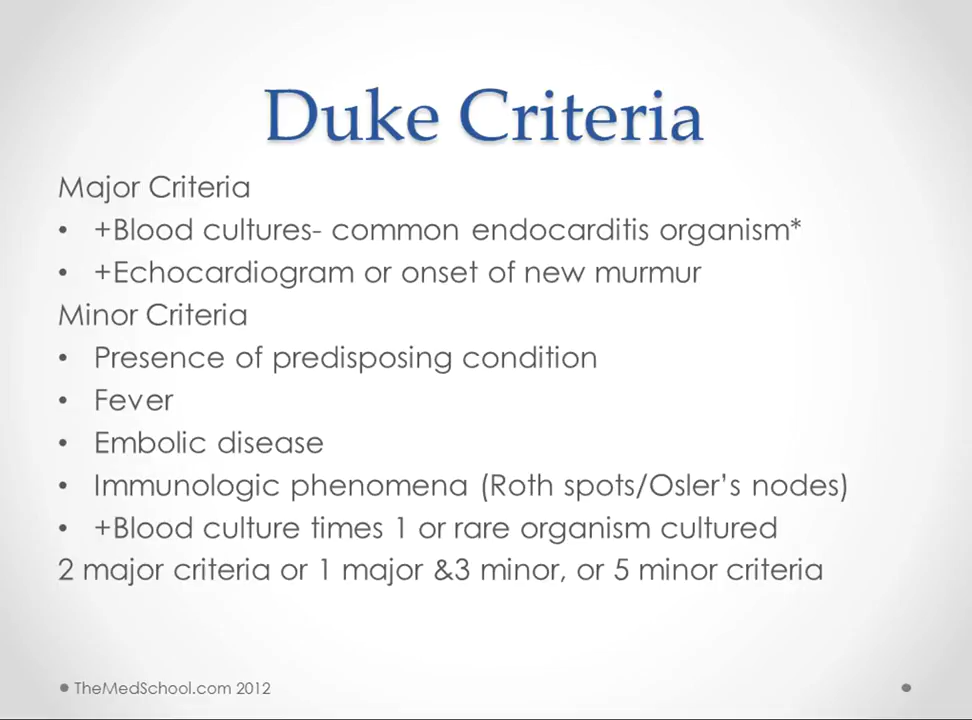 Duke Criteria
Major Criteria
• +Blood cultures- common endocarditis organism*
• +Echocardiogram or onset of new murmur
Minor Criteria
• Presence of predisposing condition
• Fever
• Embolic disease
• Immunologic phenomena (Roth spots/Osler’s nodes)
• +Blood culture times 1 or rare organism cultured
2 major criteria or 1 major &3 minor, or 5 minor criteria
TheMedSchool.com 2012